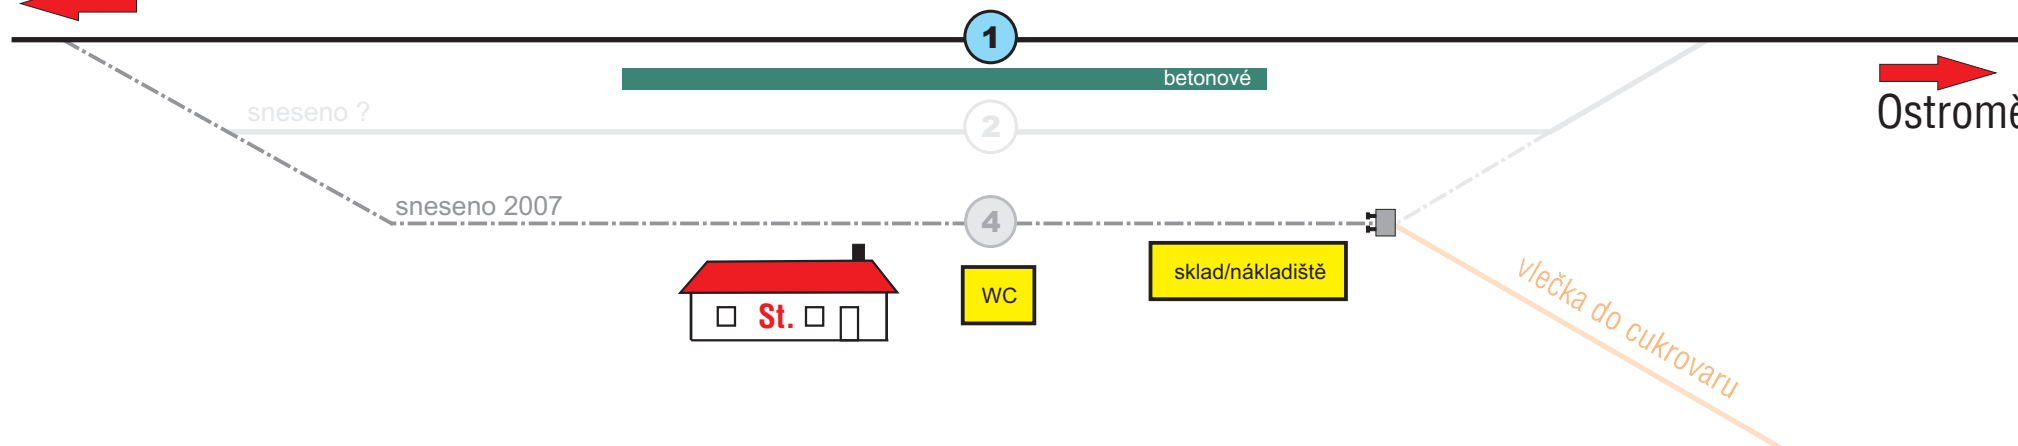 1
betonové
Ostromě
sneseno ?
2
sneseno 2007
4
St.
WC
sklad/nákladiště
vlečka do cukrovaru